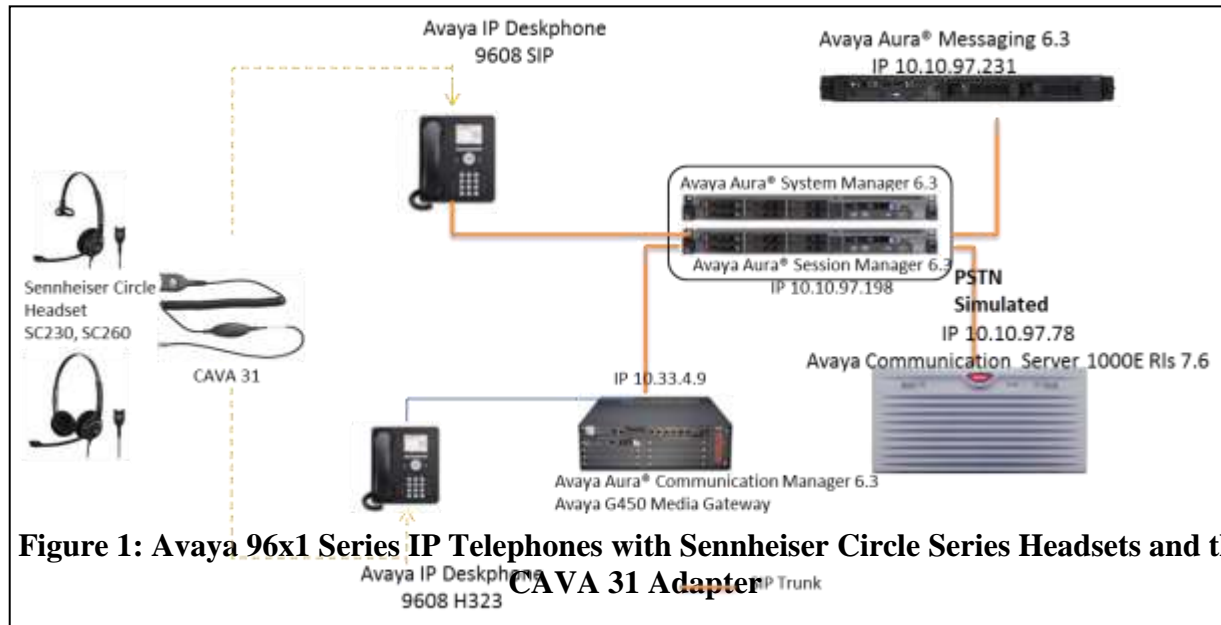 Avaya IP Deskphone
9608 SIP
Avaya Aura® Messaging 6.3
IP 10.10.97.231
Avaya Aura® System Manager 6.3
Avaya Aura® Session Manager 6.3
IP 10.10.97.198
PSTN
Simulated
IP 10.10.97.78
Avaya Communication Server 1000E Rls 7.6
Sennheiser Circle
Headset
SC230, SC260
CAVA 31
IP 10.33.4.9
Avaya Aura® Communication Manager 6.3
Avaya G450 Media Gateway
Figure 1: Avaya 96x1 Series IP Telephones with Sennheiser Circle Series Headsets and t
CAVA 31 Adapter
Avaya IP Deskphone
9608 H323
SIP Trunk